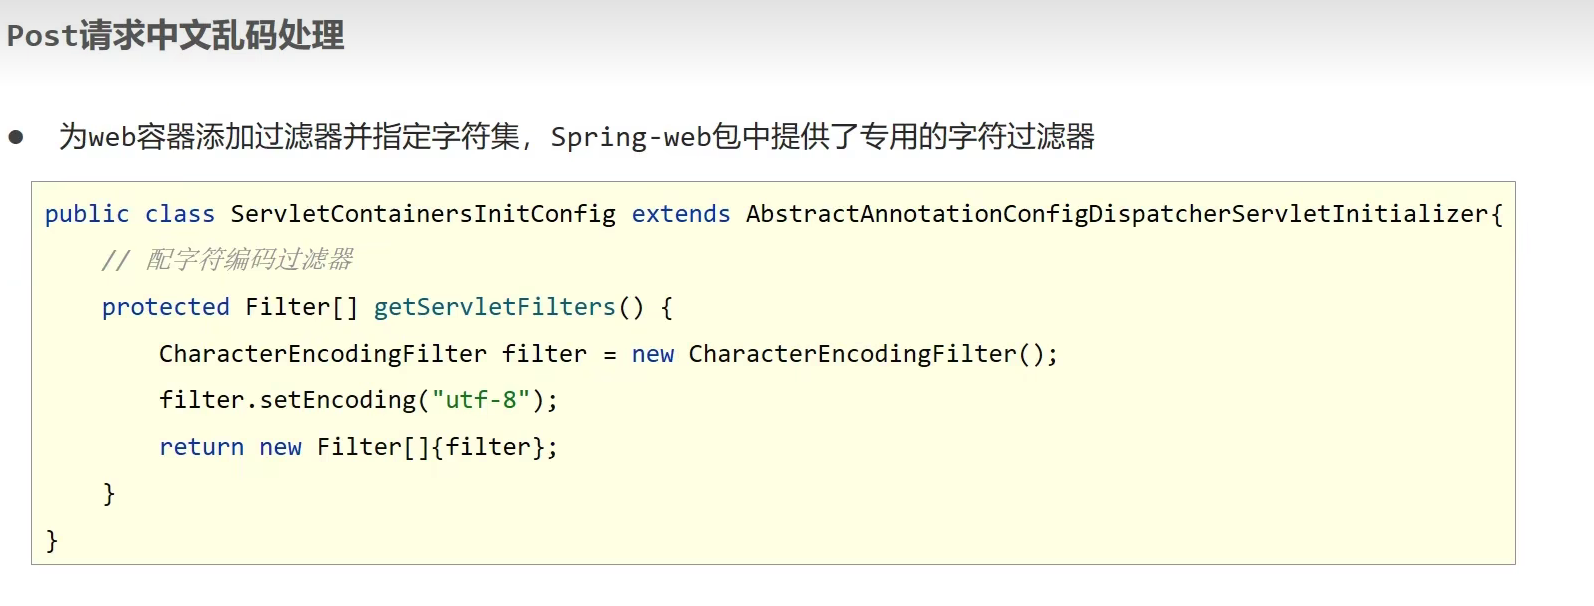 Post请求中文乱码处理
● 为web容器添加过滤器并指定字符集，Spring-web包中提供了专用的字符过滤器
public class ServletContainersInitConfig extends AbstractAnnotationConfigDispatcherServletInitializer{
    // 配字符编码过滤器
    protected Filter[] getServletFilters() {
        CharacterEncodingFilter filter = new CharacterEncodingFilter();
        filter.setEncoding("utf-8");
        return new Filter[]{filter};
    }
}